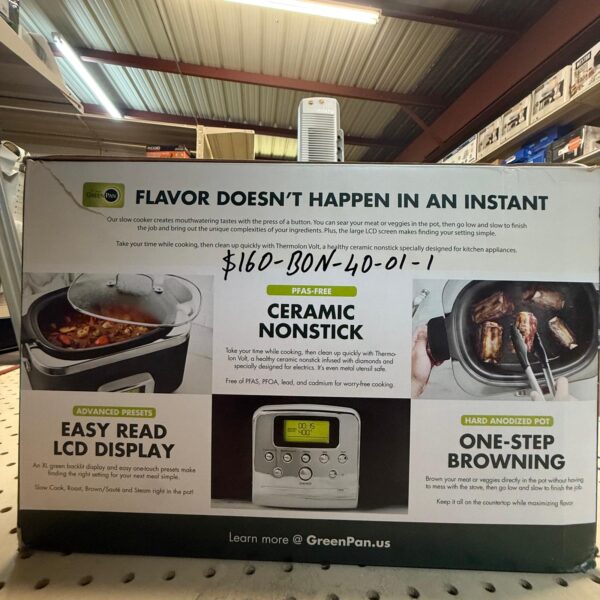 GREENPAN
FLAVOR DOESN'T HAPPEN IN AN INSTANT
Our slow cooker creates mouthwatering tastes with the press of a button. You can sear your meat or veggies in the pot, then go low and slow to finish
the job and bring out the unique complexities of your ingredients. Plus, the large LCD screen makes finding your setting simple.
Take your time while cooking, then clean up quickly with Thermolon Volt, a healthy ceramic nonstick specially designed for kitchen appliances.
$160-BON-40-01-1
PFAS-FREE
CERAMIC
NONSTICK
Take your time while cooking, then clean up quickly with Thermo-
lon Volt, a healthy ceramic nonstick infused with diamonds and
specially designed for electrics. It's even metal utensil safe.
Free of PFAS, PFOA, lead, and cadmium for worry-free cooking.
ADVANCED PRESETS
EASY READ
LCD DISPLAY
An XL green backlit display and easy one-touch presets make
finding the right setting for your next meal simple.
Slow Cook, Roast, Brown/Sauté and Steam right in the pot!
00:15
400°
HARD ANODIZED POT
ONE-STEP
BROWNING
Brown your meat or veggies directly in the pot without having
to mess with the stove, then go low and slow to finish the job.
Keep it all on the countertop while maximizing flavor.
Learn more @ GreenPan.us